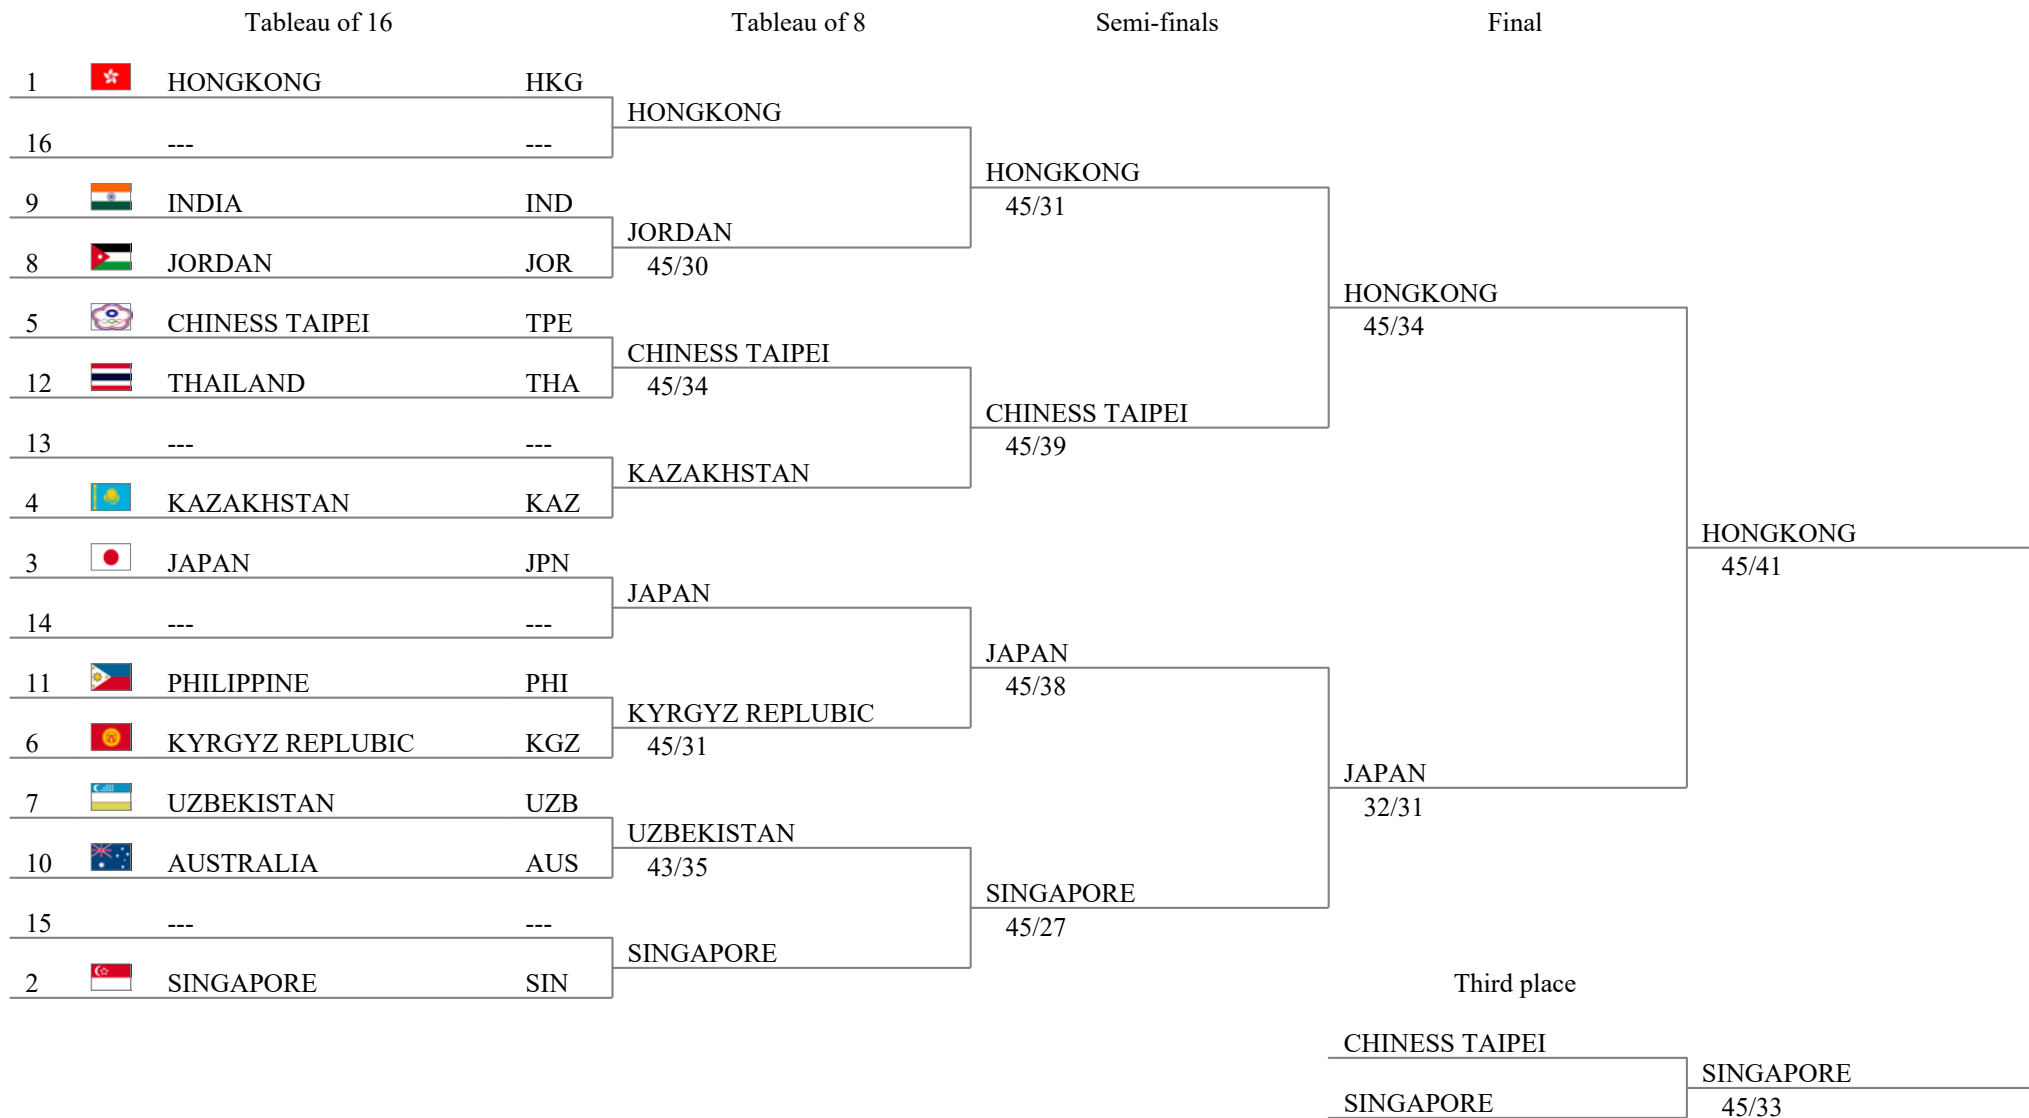 Tableau of 16 Tableau of 8 Semi-finals Final
1 HONGKONG HKG
HONGKONG
16 --- ---
HONGKONG
45/31
9 IND​IA IND
JORDAN
45/30
8 JORDAN JOR
HONGKONG
45/34
5 CHINESS TAIPEI TPE
CHINESS TAIPEI
45/34
12 THAILAND THA
CHINESS TAIPEI
45/39
13 --- ---
KAZAKHSTAN
4 KAZAKHSTAN KAZ
HONGKONG
45/41
3 JAPAN JPN
JAPAN
14 --- ---
JAPAN
45/38
11 PHILIPPINE PHI
KYRGYZ REPLUBIC
45/31
6 KYRGYZ REPLUBIC KGZ
JAPAN
32/31
7 UZBEKISTAN UZB
UZBEKISTAN
43/35
10 AUSTRALIA AUS
SINGAPORE
45/27
15 --- ---
SINGAPORE
2 SINGAPORE SIN
Third place
CHINESS TAIPEI
SINGAPORE
45/33
SINGAPORE